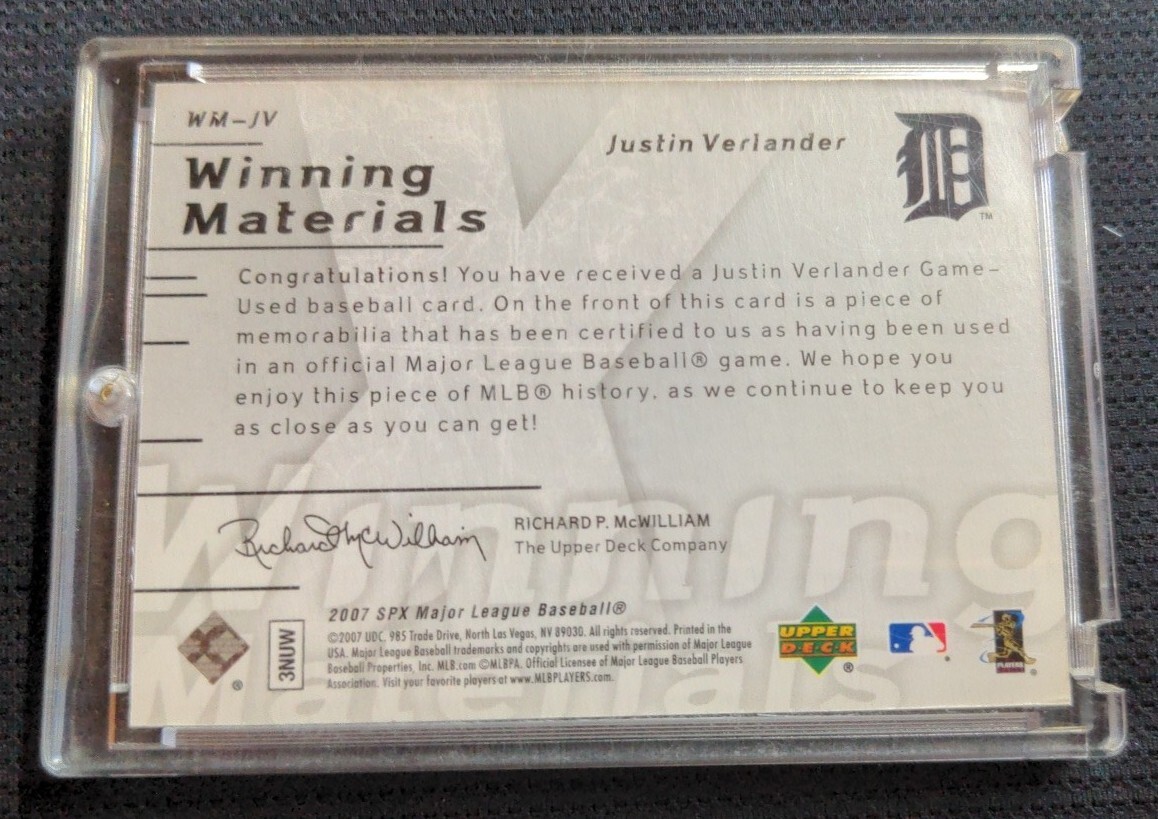 WM-JV
Justin Verlander
Winning
Materials
D
TM
Congratulations! You have received a Justin Verlander Game-
Used baseball card. On the front of this card is a piece of
memorabilia that has been certified to us as having been used
in an official Major League Baseball® game. We hope you
enjoy this piece of MLB® history, as we continue to keep you
as close as you can get!
Winning
Richard P. McWilliam
RICHARD P. McWILLIAM
The Upper Deck Company
2007 SPX Major League Baseball®
©2007 UDC, 985 Trade Drive, North Las Vegas, NV 89030. All rights reserved. Printed in the
USA. Major League Baseball trademarks and copyrights are used with permission of Major League
Baseball Properties, Inc. MLB.com ©MLBPA. Official Licensee of Major League Baseball Players
Association. Visit your favorite players at www.MLBPLAYERS.com.
®
3NUW
UPPER
D·E·C·K
®
PLAYERS
Materials